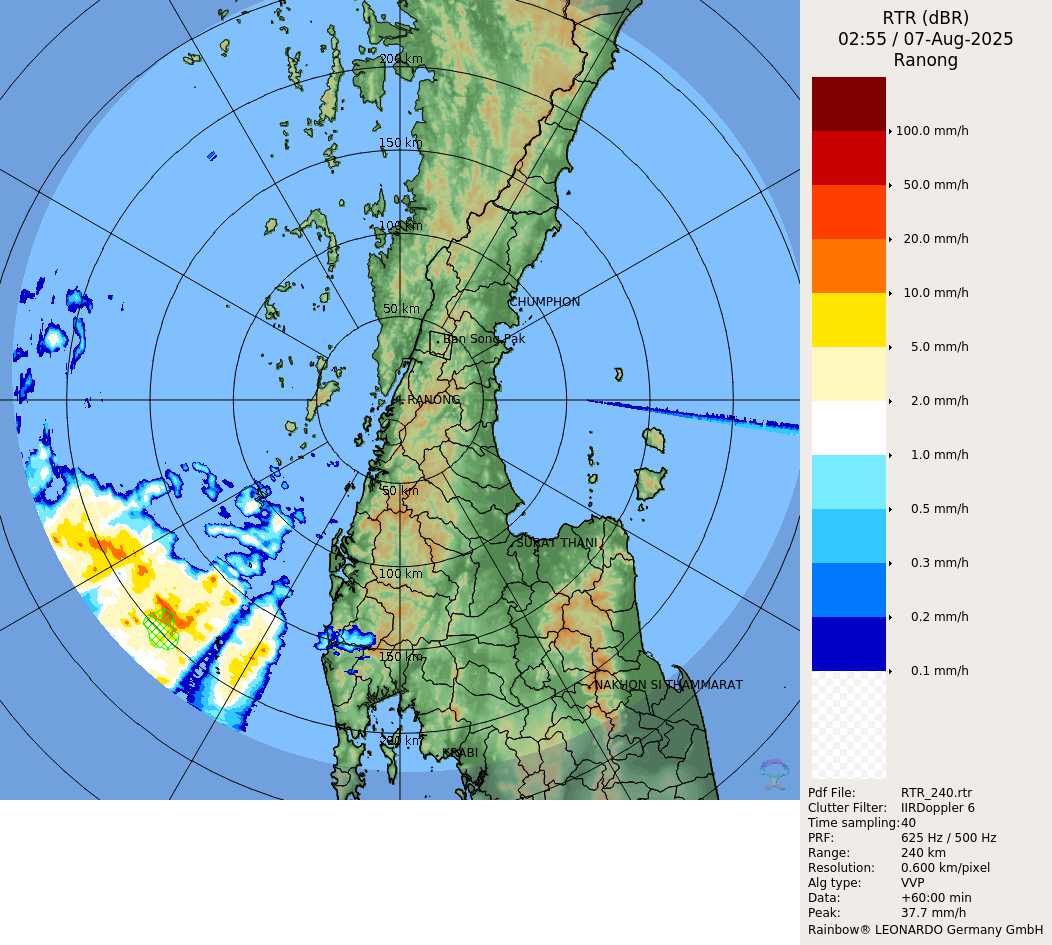 RTR (dBR)
02:55 / 07-Aug-2025
Ranong
200 km
150 km
100 km
50 km
CHUMPHON
Ban Song Pak
RANONG
50 km
SURAT THANI
100 km
150 km
NAKHON SI THAMMARAT
200 km
KRABI
100.0 mm/h
50.0 mm/h
20.0 mm/h
10.0 mm/h
5.0 mm/h
2.0 mm/h
1.0 mm/h
0.5 mm/h
0.3 mm/h
0.2 mm/h
0.1 mm/h
Pdf File: RTR_240.rtr
Clutter Filter: IIRDoppler 6
Time sampling:40
PRF: 625 Hz / 500 Hz
Range: 240 km
Resolution: 0.600 km/pixel
Alg type: VVP
Data: +60:00 min
Peak: 37.7 mm/h
Rainbow® LEONARDO Germany GmbH